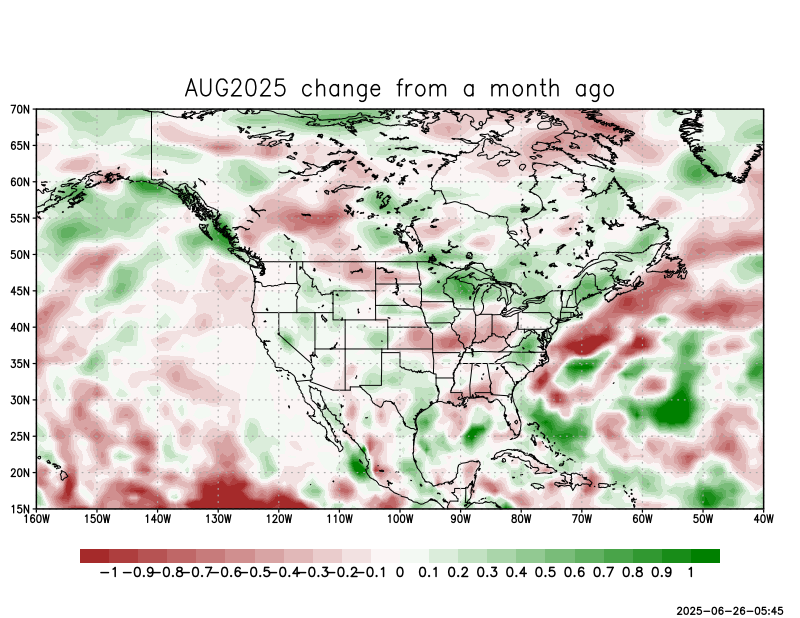 AUG2025 change from a month ago
70N
65N
60N
55N
50N
45N
40N
35N
30N
25N
20N
15N
160W 150W 140W 130W 120W 110W 100W 90W 80W 70W 60W 50W 40W
−1 −0.9 −0.8 −0.7 −0.6 −0.5 −0.4 −0.3 −0.2 −0.1 0 0.1 0.2 0.3 0.4 0.5 0.6 0.7 0.8 0.9 1
2025−06−26−05:45